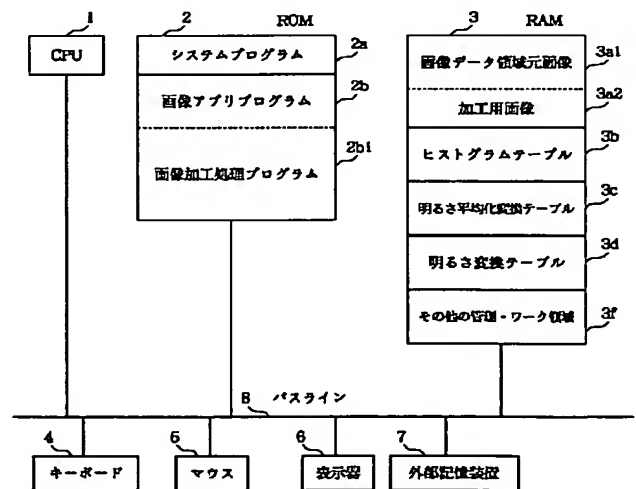 1
CPU
2
ROM
システムプログラム
2a
画像アプリプログラム
2b
画像加工処理プログラム
2b1
3
RAM
画像データ領域元画像
3a1
加工用画像
3a2
ヒストグラムテーブル
3b
明るさ平均化変換テーブル
3c
明るさ変換テーブル
3d
その他の管理・ワーク領域
3f
8 バスライン
4
キーボード
5
マウス
6
表示器
7
外部記憶装置